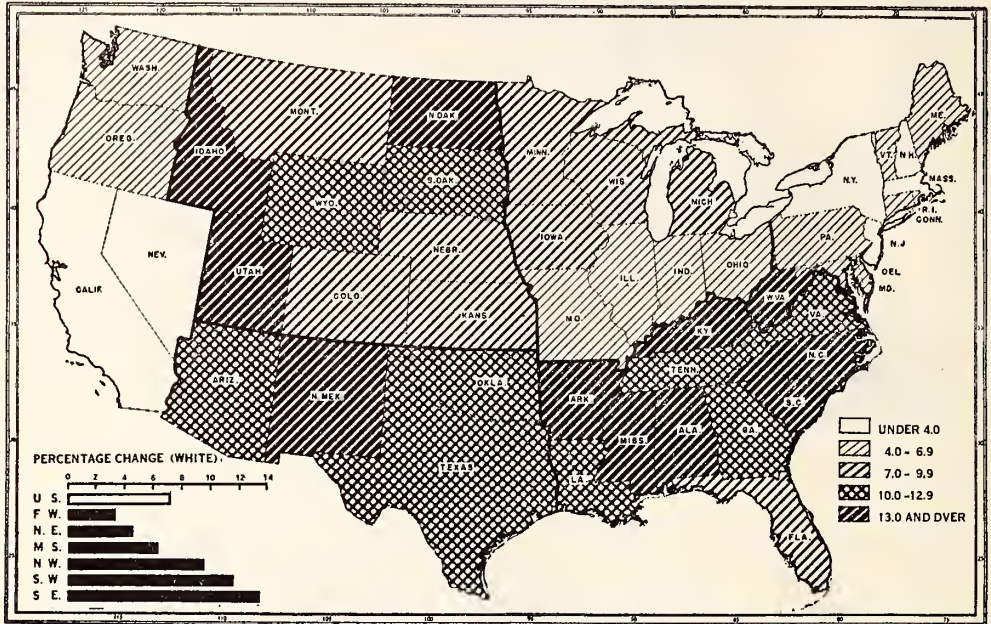 WASH.
MONT.
N.DAK.
MINN.
ME.
OREG.
IDAHO
WYO.
S.DAK.
WIS.
MICH.
VT.
N.H.
N.Y.
MASS.
R.I.
CONN.
NEV.
UTAH
NEBR.
IOWA
ILL.
IND.
OHIO
PA.
N.J.
DEL
MD.
CALIF.
COLO.
KANS.
MO.
KY.
W.VA.
VA.
ARIZ.
N.MEX.
OKLA.
ARK.
TENN.
N.C.
S.C.
TEXAS
LA.
MISS.
ALA.
GA.
FLA.
UNDER 4.0
4.0 - 6.9
7.0 - 9.9
10.0 - 12.9
13.0 AND OVER
PERCENTAGE CHANGE (WHITE)
0 2 4 6 8 10 12 14
U S.
F W.
N. E.
M S.
N W.
S. W
S E.